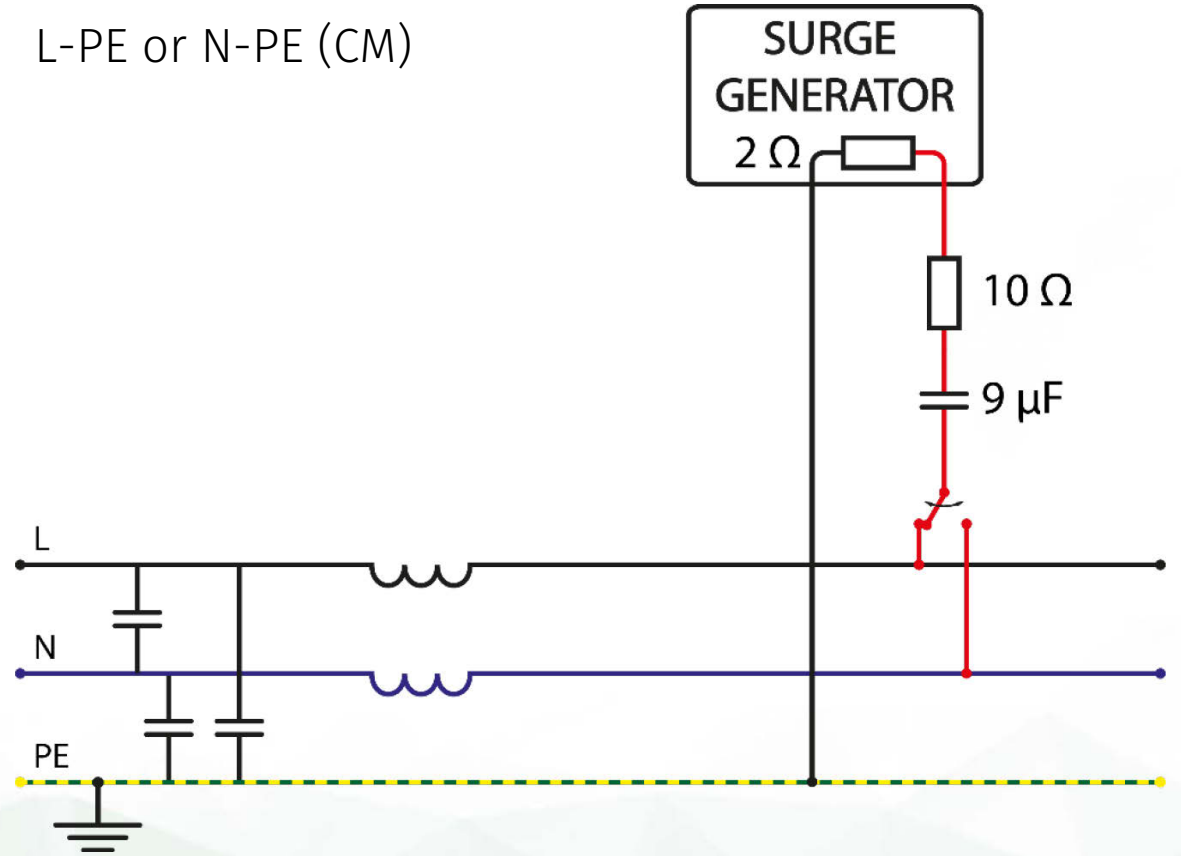 L-PE or N-PE (CM)
SURGE
GENERATOR
2 Ω
10 Ω
9 µF
L
N
PE